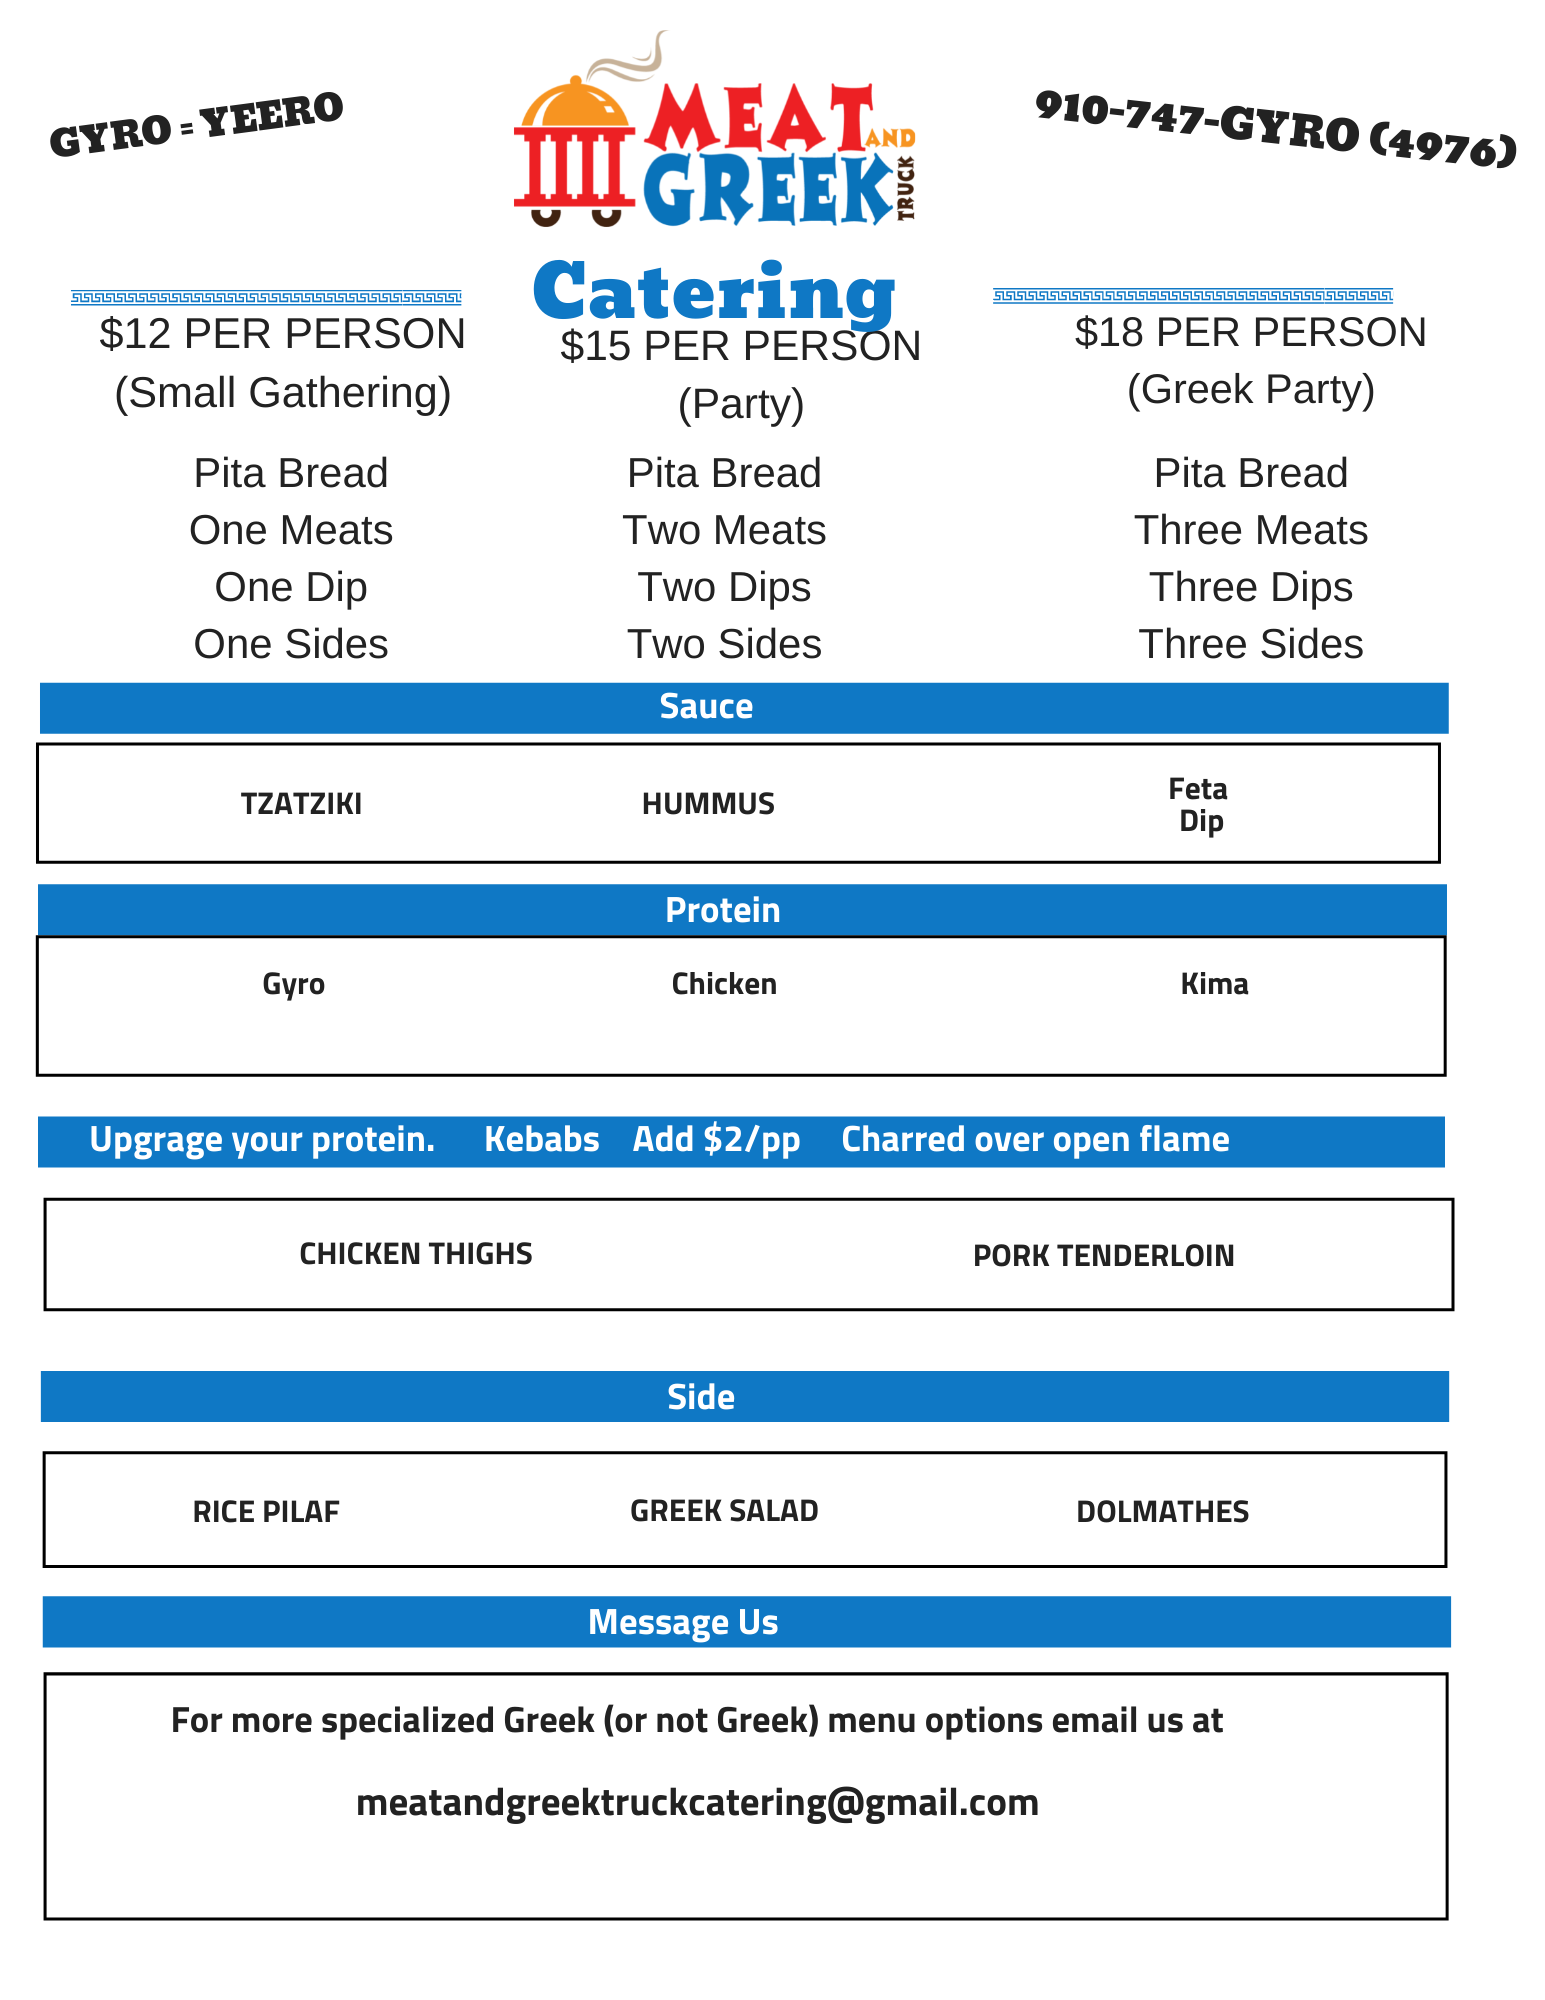 GYRO = YEERO
MEAT
AND
GREEK
TRUCK
910-747-GYRO (4976)
Catering
$12 PER PERSON
(Small Gathering)
Pita Bread
One Meats
One Dip
One Sides
$15 PER PERSON
(Party)
Pita Bread
Two Meats
Two Dips
Two Sides
$18 PER PERSON
(Greek Party)
Pita Bread
Three Meats
Three Dips
Three Sides
Sauce
TZATZIKI
HUMMUS
Feta
Dip
Protein
Gyro
Chicken
Kima
Upgrage your protein. Kebabs Add $2/pp Charred over open flame
CHICKEN THIGHS
PORK TENDERLOIN
Side
RICE PILAF
GREEK SALAD
DOLMATHES
Message Us
For more specialized Greek (or not Greek) menu options email us at
meatandgreektruckcatering@gmail.com